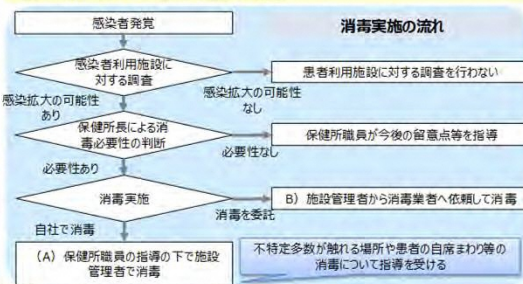 感染者発覚
消毒実施の流れ
感染者利用施設に
対する調査
患者利用施設に対する調査を行わない
感染拡大の可能性
なし
感染拡大の可能性
あり
保健所長による消
毒必要性の判断
保健所職員が今後の留意点等を指導
必要性なし
必要性あり
消毒実施
B）施設管理者から消毒業者へ依頼して消毒
消毒を委託
自社で消毒
（A）保健所職員の指導の下で施設
管理者で消毒
不特定多数が触れる場所や患者の自席まわり等の
消毒について指導を受ける